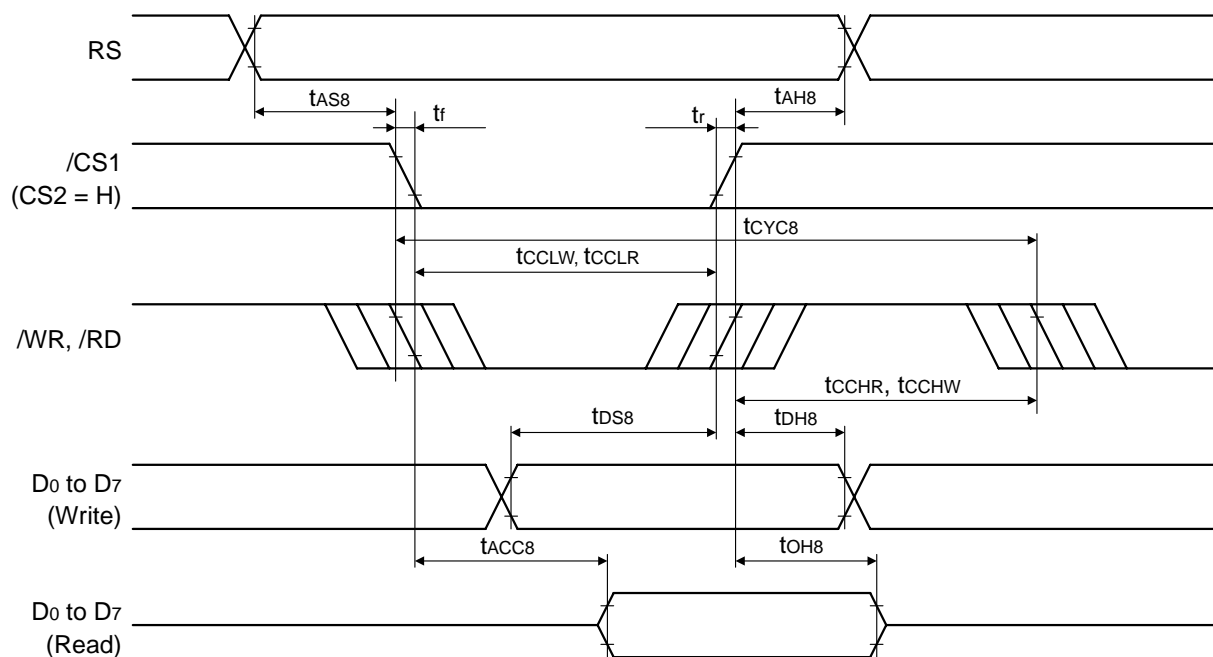 RS
tAS8
tAH8
tf
tr
/CS1
(CS2 = H)
tCYC8
tCCLW, tCCLR
/WR, /RD
tCCHR, tCCHW
tDS8
tDH8
D0 to D7
(Write)
tACC8
tOH8
D0 to D7
(Read)